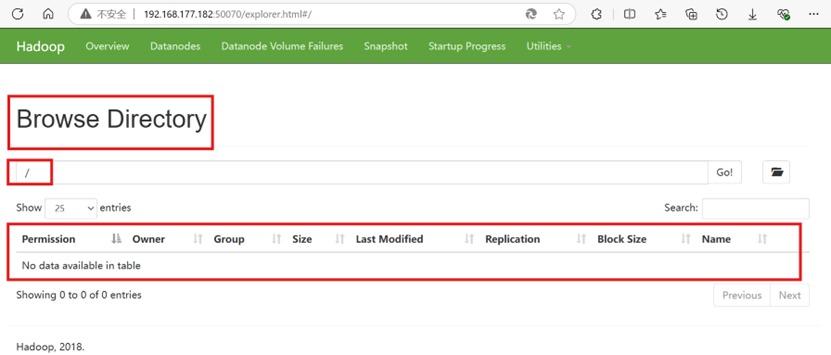 不安全 192.168.177.182:50070/explorer.html#/
Hadoop Overview Datanodes Datanode Volume Failures Snapshot Startup Progress Utilities
Browse Directory
/ Go!
Show 25 entries Search:
Permission Owner Group Size Last Modified Replication Block Size Name
No data available in table
Showing 0 to 0 of 0 entries Previous Next
Hadoop, 2018.